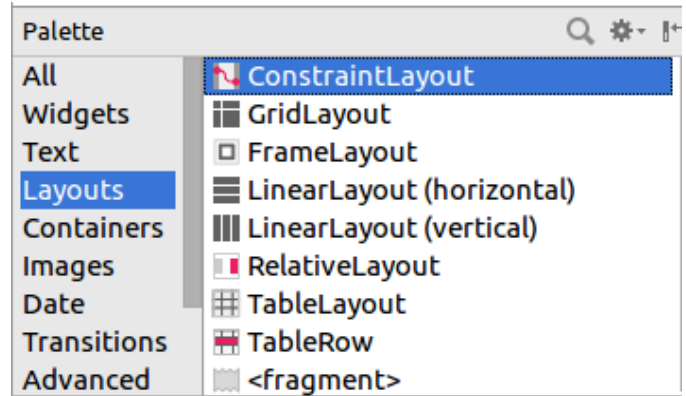 Palette
All
Widgets
Text
Layouts
Containers
Images
Date
Transitions
Advanced
ConstraintLayout
GridLayout
FrameLayout
LinearLayout (horizontal)
LinearLayout (vertical)
RelativeLayout
TableLayout
TableRow
<fragment>